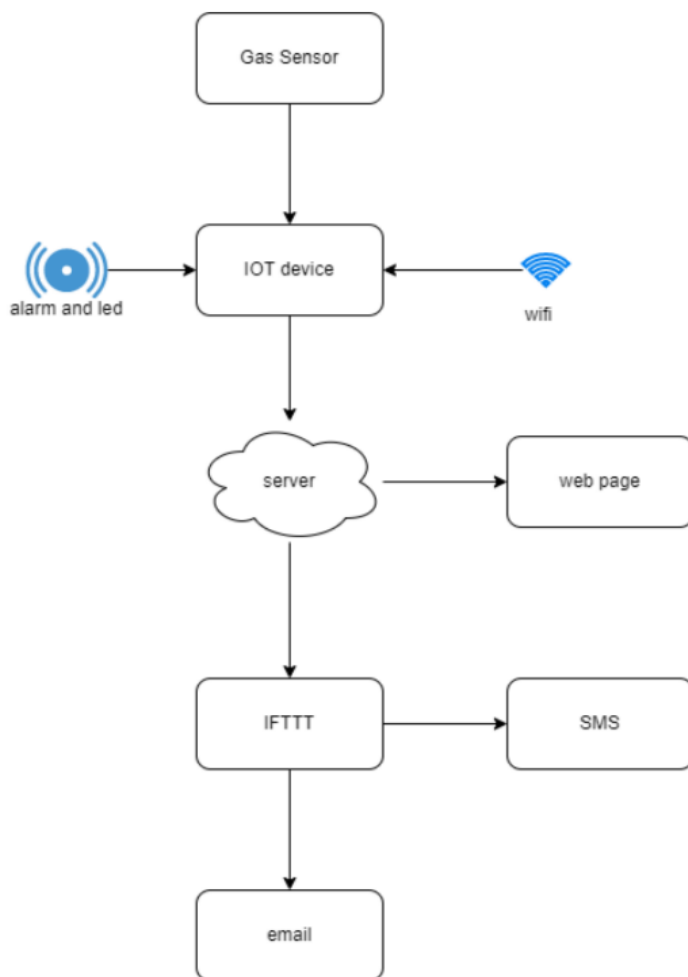 Gas Sensor
IOT device
alarm and led
wifi
server
web page
IFTTT
SMS
email